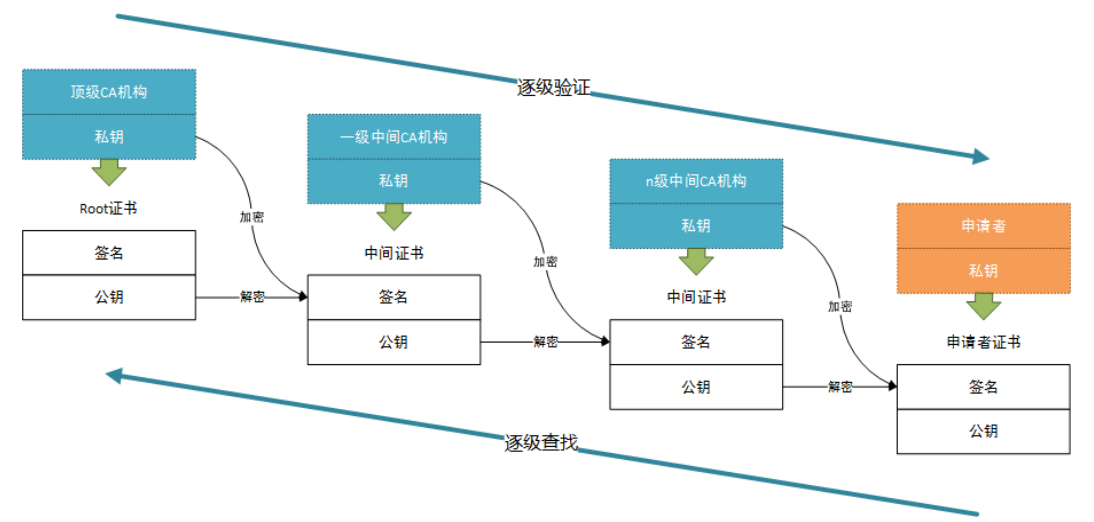 逐级验证
顶级CA机构
私钥
Root证书
签名
公钥
加密
解密
一级中间CA机构
私钥
中间证书
签名
公钥
加密
解密
n级中间CA机构
私钥
中间证书
签名
公钥
加密
解密
申请者
私钥
申请者证书
签名
公钥
逐级查找